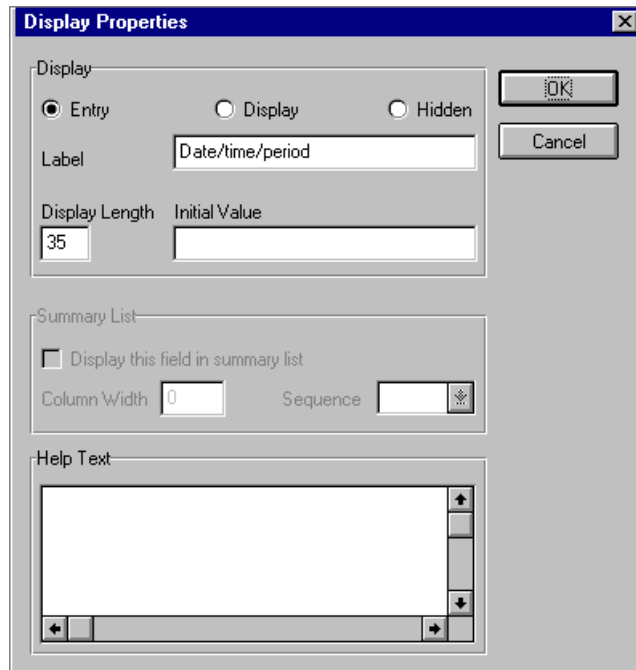 Display Properties
Display
Entry
Display
Hidden
OK
Cancel
Label
Date/time/period
Display Length
Initial Value
35
Summary List
Display this field in summary list
Column Width
0
Sequence
Help Text